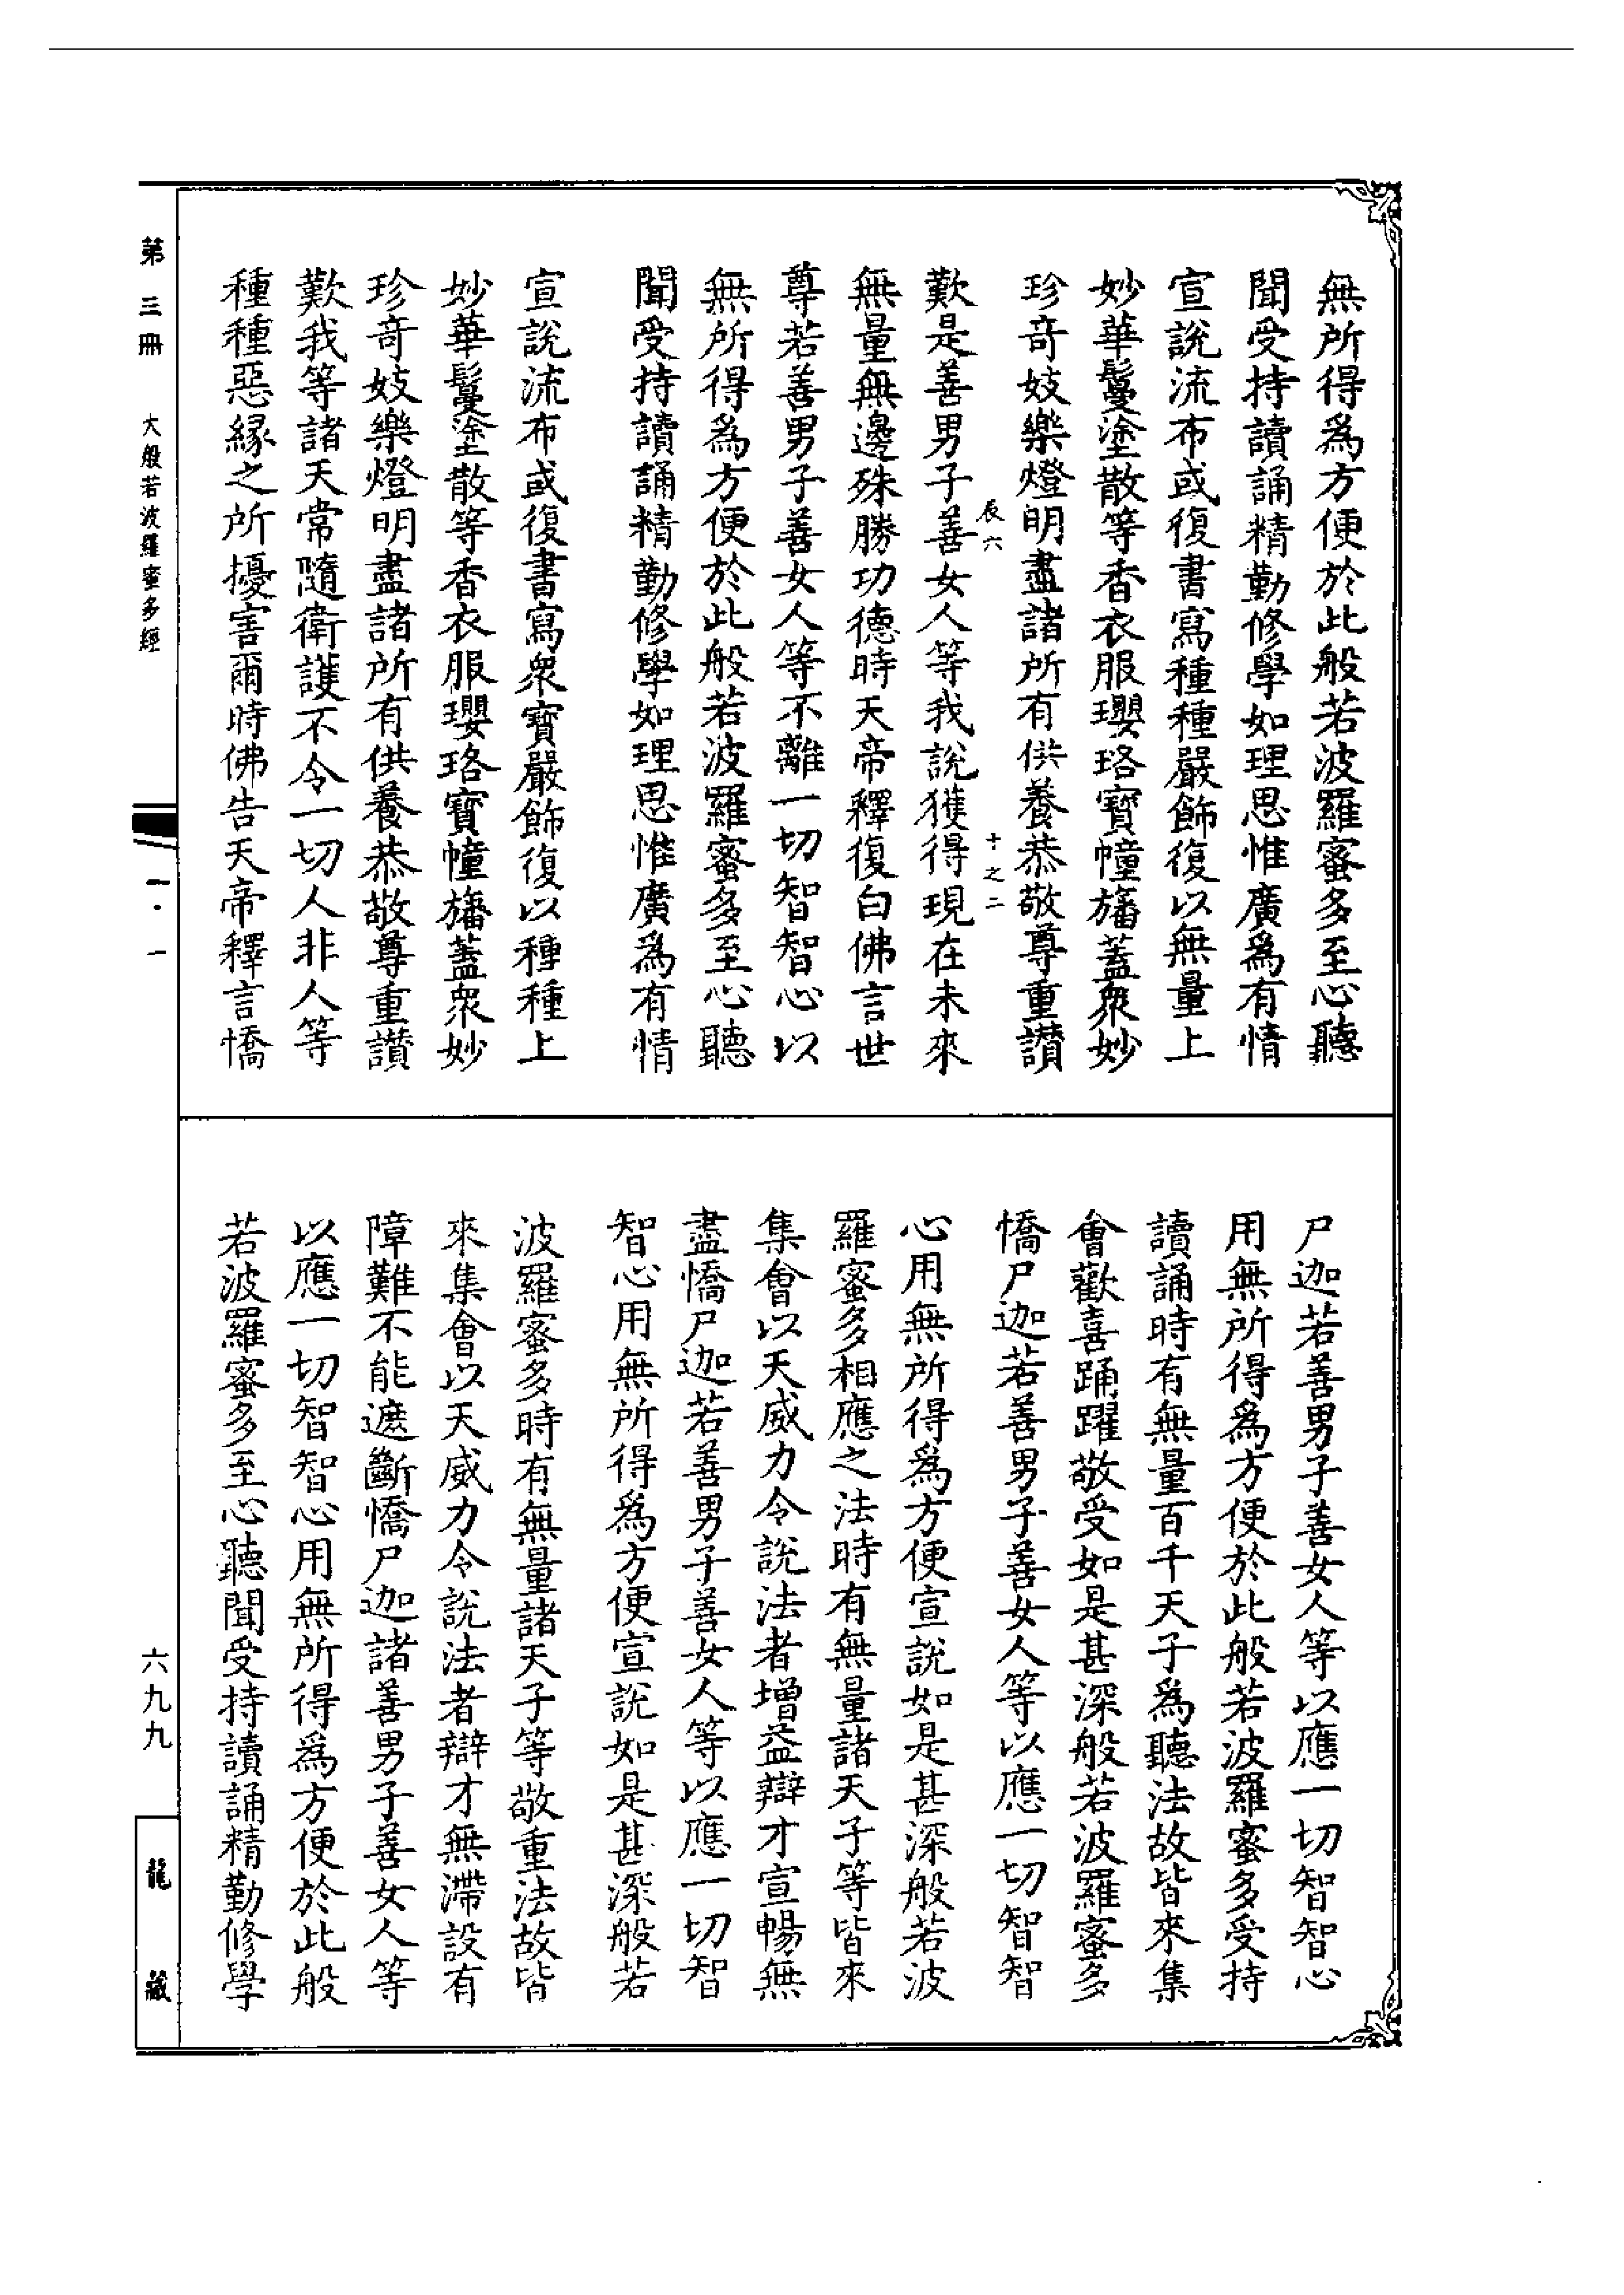 無所得爲方便於此般若波羅蜜多至心聽
聞受持讀誦精勤修學如理思惟廣爲有情
宣說流布或復書寫種種嚴飾復以無量上
妙華鬘塗散等香衣服瓔珞寶幢旛蓋衆妙
珍奇妓樂燈明盡諸所有供養恭敬尊重讚
辰六 十之二
歎是善男子善女人等我說獲得現在未來
無量無邊殊勝功德時天帝釋復白佛言世
尊若善男子善女人等不離一切智智心以
無所得爲方便於此般若波羅蜜多至心聽
聞受持讀誦精勤修學如理思惟廣爲有情
宣說流布或復書寫衆寶嚴飾復以種種上
妙華鬘塗散等香衣服瓔珞寶幢旛蓋衆妙
珍奇妓樂燈明盡諸所有供養恭敬尊重讚
歎我等諸天常隨衛護不令一切人非人等
種種惡緣之所擾害爾時佛告天帝釋言憍
尸迦若善男子善女人等以應一切智智心
用無所得爲方便於此般若波羅蜜多受持
讀誦時有無量百千天子爲聽法故皆來集
會歡喜踊躍敬受如是甚深般若波羅蜜多
憍尸迦若善男子善女人等以應一切智智
心用無所得爲方便宣說如是甚深般若波
羅蜜多相應之法時有無量諸天子等皆來
集會以天威力令說法者增益辯才宣暢無
盡憍尸迦若善男子善女人等以應一切智
智心用無所得爲方便宣說如是甚深般若
波羅蜜多時有無量諸天子等敬重法故皆
來集會以天威力令說法者辯才無滯設有
障難不能遮斷憍尸迦諸善男子善女人等
以應一切智智心用無所得爲方便於此般
若波羅蜜多至心聽聞受持讀誦精勤修學
第三冊 大般若波羅蜜多經 一·一 六九九
龍藏